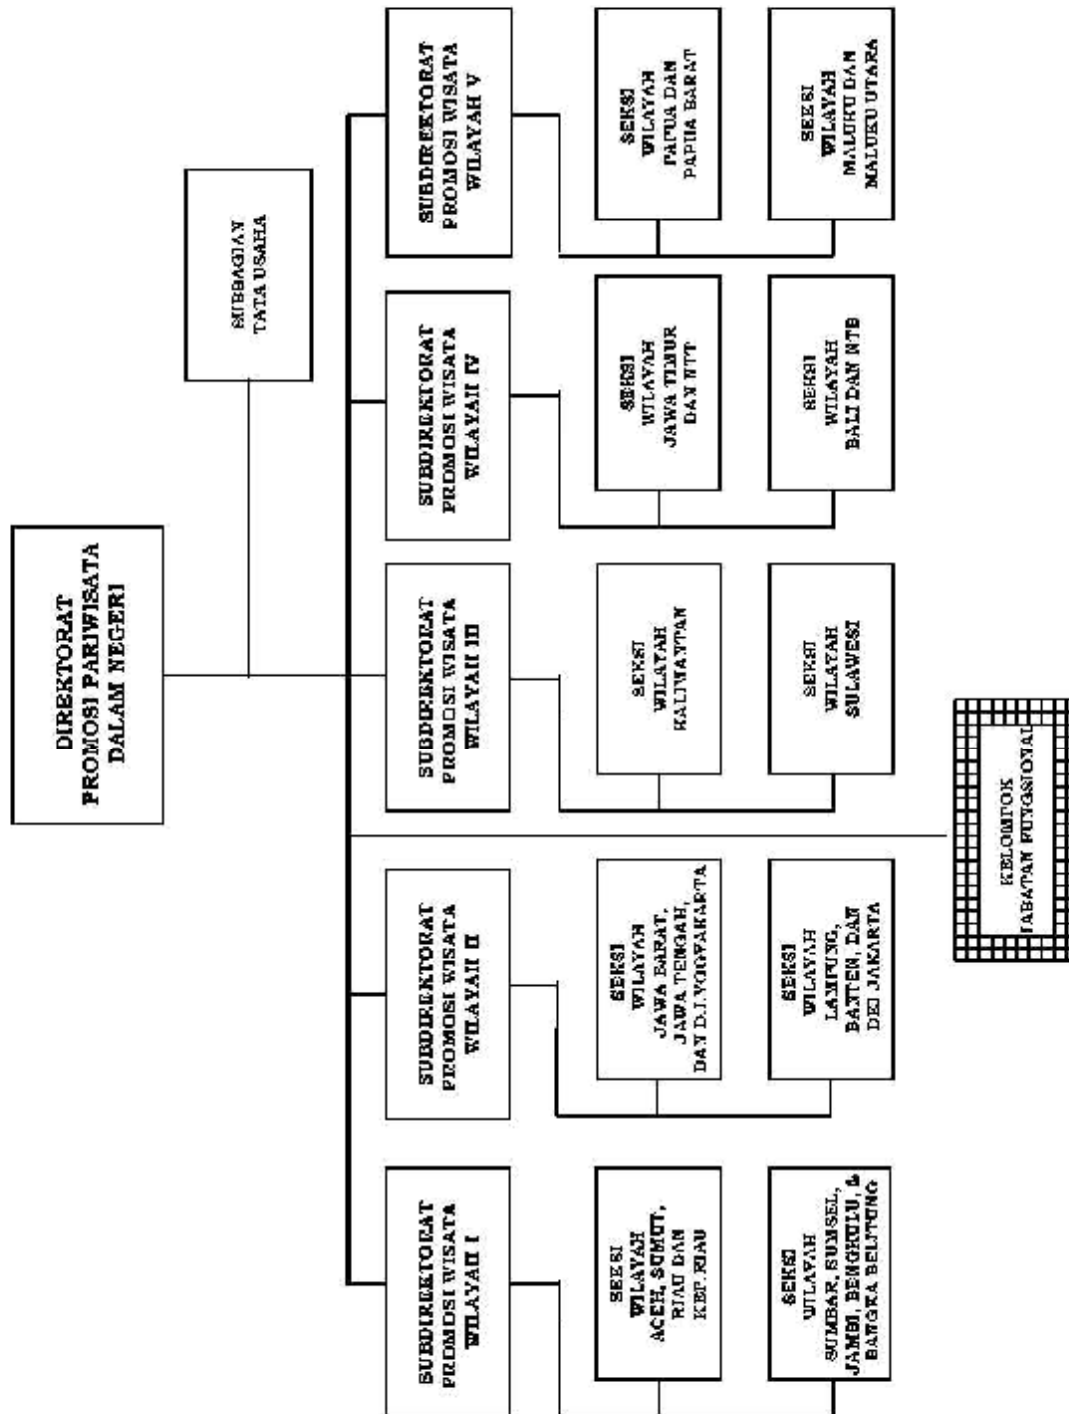 DIREKTORAT
PROMOSI PARIWISATA
DALAM NEGERI
SUBBAGIAN
TATA USAHA
SUBDIREKTORAT
PROMOSI WISATA
WILAYAH I
SUBDIREKTORAT
PROMOSI WISATA
WILAYAH II
SUBDIREKTORAT
PROMOSI WISATA
WILAYAH III
SUBDIREKTORAT
PROMOSI WISATA
WILAYAH IV
SUBDIREKTORAT
PROMOSI WISATA
WILAYAH V
SEKSI
WILAYAH
ACEH, SUMUT,
RIAU DAN
KEP.RIAU
SEKSI
WILAYAH
JAWA BARAT,
JAWA TENGAH,
DAN D.I.YOGYAKARTA
SEKSI
WILAYAH
KALIMANTAN
SEKSI
WILAYAH
JAWA TIMUR
DAN NTT
SEKSI
WILAYAH
PAPUA DAN
PAPUA BARAT
SEKSI
WILAYAH
SUMBAR, SUMSEL,
JAMBI, BENGKULU, &
BANGKA BELITUNG
SEKSI
WILAYAH
LAMPUNG,
BANTEN, DAN
DKI JAKARTA
SEKSI
WILAYAH
SULAWESI
SEKSI
WILAYAH
BALI DAN NTB
SEKSI
WILAYAH
MALUKU DAN
MALUKU UTARA
KELOMPOK
JABATAN FUNGSIONAL